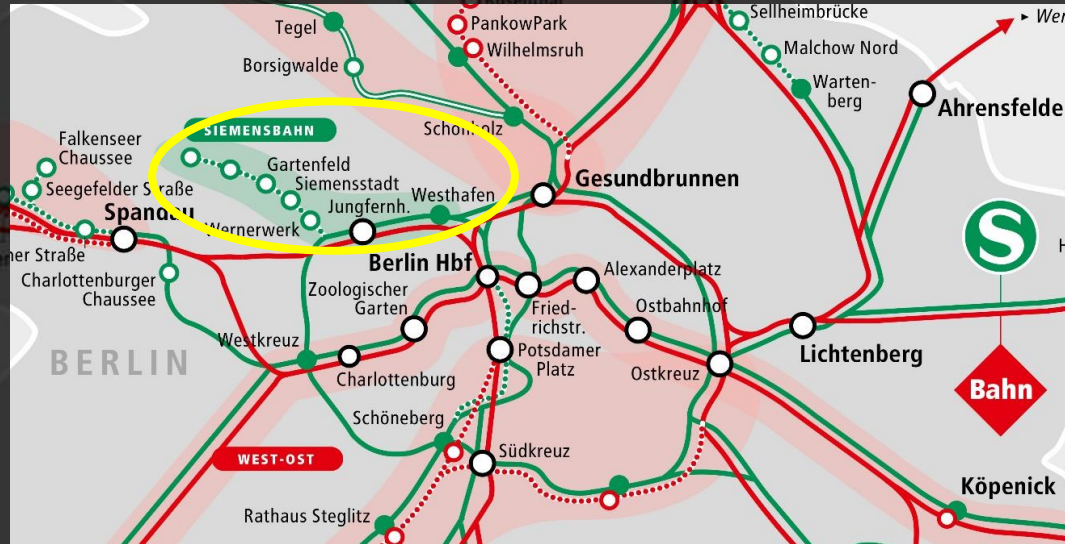 Tegel
PankowPark
Wilhelmsruh
Borsigwalde
Sellheimbrücke
Malchow Nord
Warten-
berg
Ahrensfelde
SIEMENSBAHN
Schönholz
Falkenseer
Chaussee
Seegefelder Straße
Spandau
Gartenfeld
Siemensstadt
Jungfernh.
Wernerwerk
Westhafen
Gesundbrunnen
Straße
Charlottenburger
Chaussee
Berlin Hbf
Zoologischer
Garten
Alexanderplatz
Ostbahnhof
Fried-
richstr.
S
Westkreuz
BERLIN
Charlottenburg
Potsdamer
Platz
Ostkreuz
Lichtenberg
Bahn
Schöneberg
WEST-OST
Südkreuz
Rathaus Steglitz
Köpenick